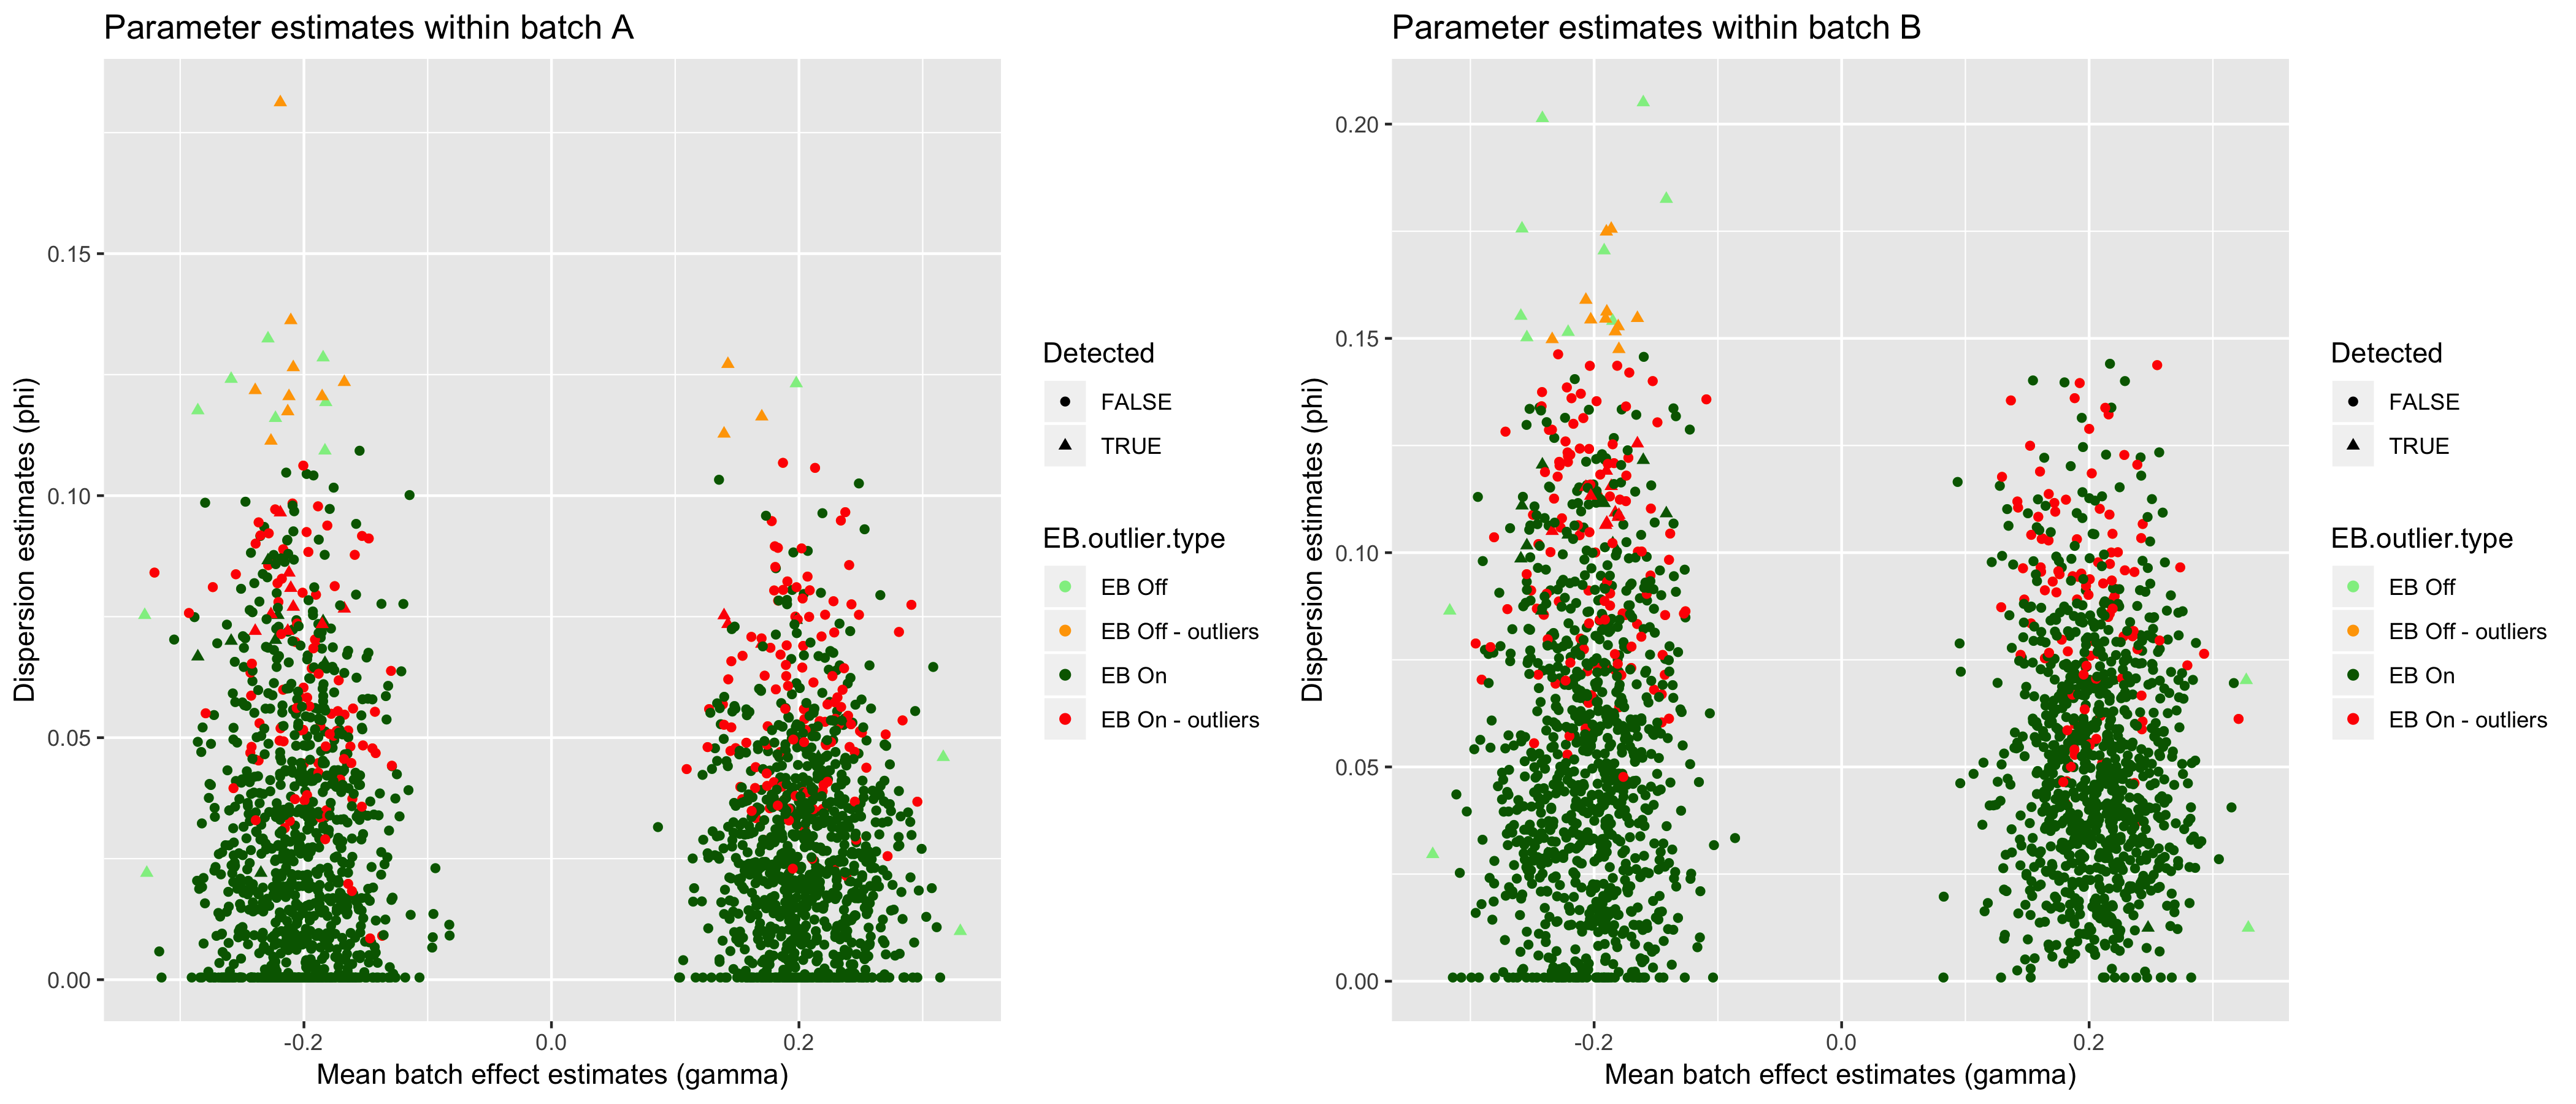 Parameter estimates within batch A
Dispersion estimates (phi)
0.15
0.10
0.05
0.00
-0.2
0.0
0.2
Mean batch effect estimates (gamma)
Detected
FALSE
TRUE
EB.outlier.type
EB Off
EB Off - outliers
EB On
EB On - outliers
Parameter estimates within batch B
Dispersion estimates (phi)
0.20
0.15
0.10
0.05
0.00
-0.2
0.0
0.2
Mean batch effect estimates (gamma)
Detected
FALSE
TRUE
EB.outlier.type
EB Off
EB Off - outliers
EB On
EB On - outliers